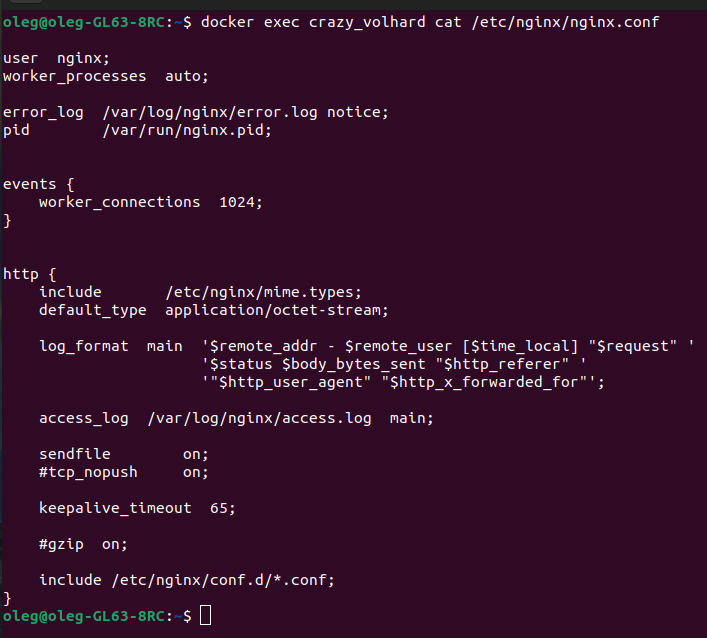 oleg@oleg-GL63-8RC:~$ docker exec crazy_volhard cat /etc/nginx/nginx.conf
user  nginx;
worker_processes  auto;
error_log  /var/log/nginx/error.log notice;
pid        /var/run/nginx.pid;
events {
    worker_connections  1024;
}
http {
    include       /etc/nginx/mime.types;
    default_type  application/octet-stream;
    log_format  main  '$remote_addr - $remote_user [$time_local] "$request" '
                      '$status $body_bytes_sent "$http_referer" '
                      '"$http_user_agent" "$http_x_forwarded_for"';
    access_log  /var/log/nginx/access.log  main;
    sendfile        on;
    #tcp_nopush     on;
    keepalive_timeout  65;
    #gzip  on;
    include /etc/nginx/conf.d/*.conf;
}
oleg@oleg-GL63-8RC:~$